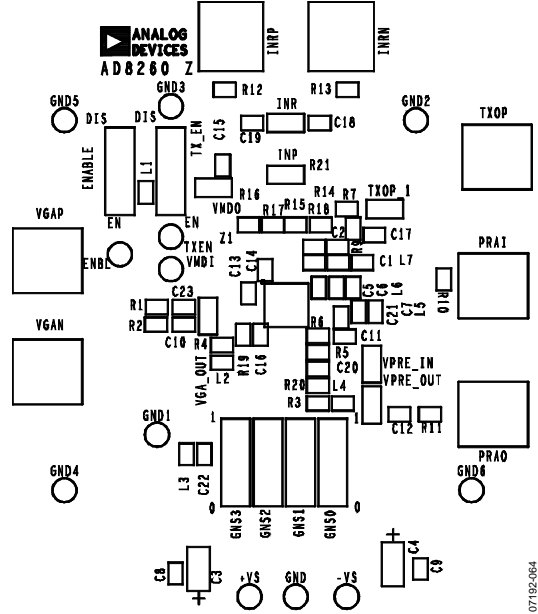 ANALOG
DEVICES
AD8260 Z
INRP
INRN
R12
R13
GND3
GND5
GND2
DIS
DIS
TX_EN
C15
INR
C19
C18
TXOP
ENABLE
L1
INP
R21
VMDO
R16
R17
R15
R14
R18
R7
TXOP_1
VGAP
EN
EN
TXEN
Z1
C2
R9
C17
PRAI
ENBL
VMDI
C13
C14
C1
L7
C5
C6
L6
C7
C21
L5
R10
R1
C23
R2
C10
VGAN
R4
VGA_OUT
L2
R19
C16
R6
R5
C11
C20
R20
L4
R3
VPRE_IN
VPRE_OUT
C12
R11
PRAO
GND1
1
1
L3
C22
GND4
GND6
0
0
GNS3
GNS2
GNS1
GNS0
C8
C3
+
+VS
GND
-VS
+
C4
C9
07192-064